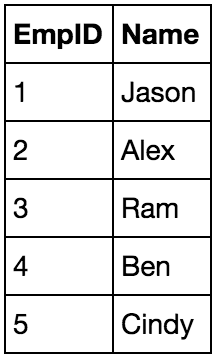 EmpID Name
1 Jason
2 Alex
3 Ram
4 Ben
5 Cindy